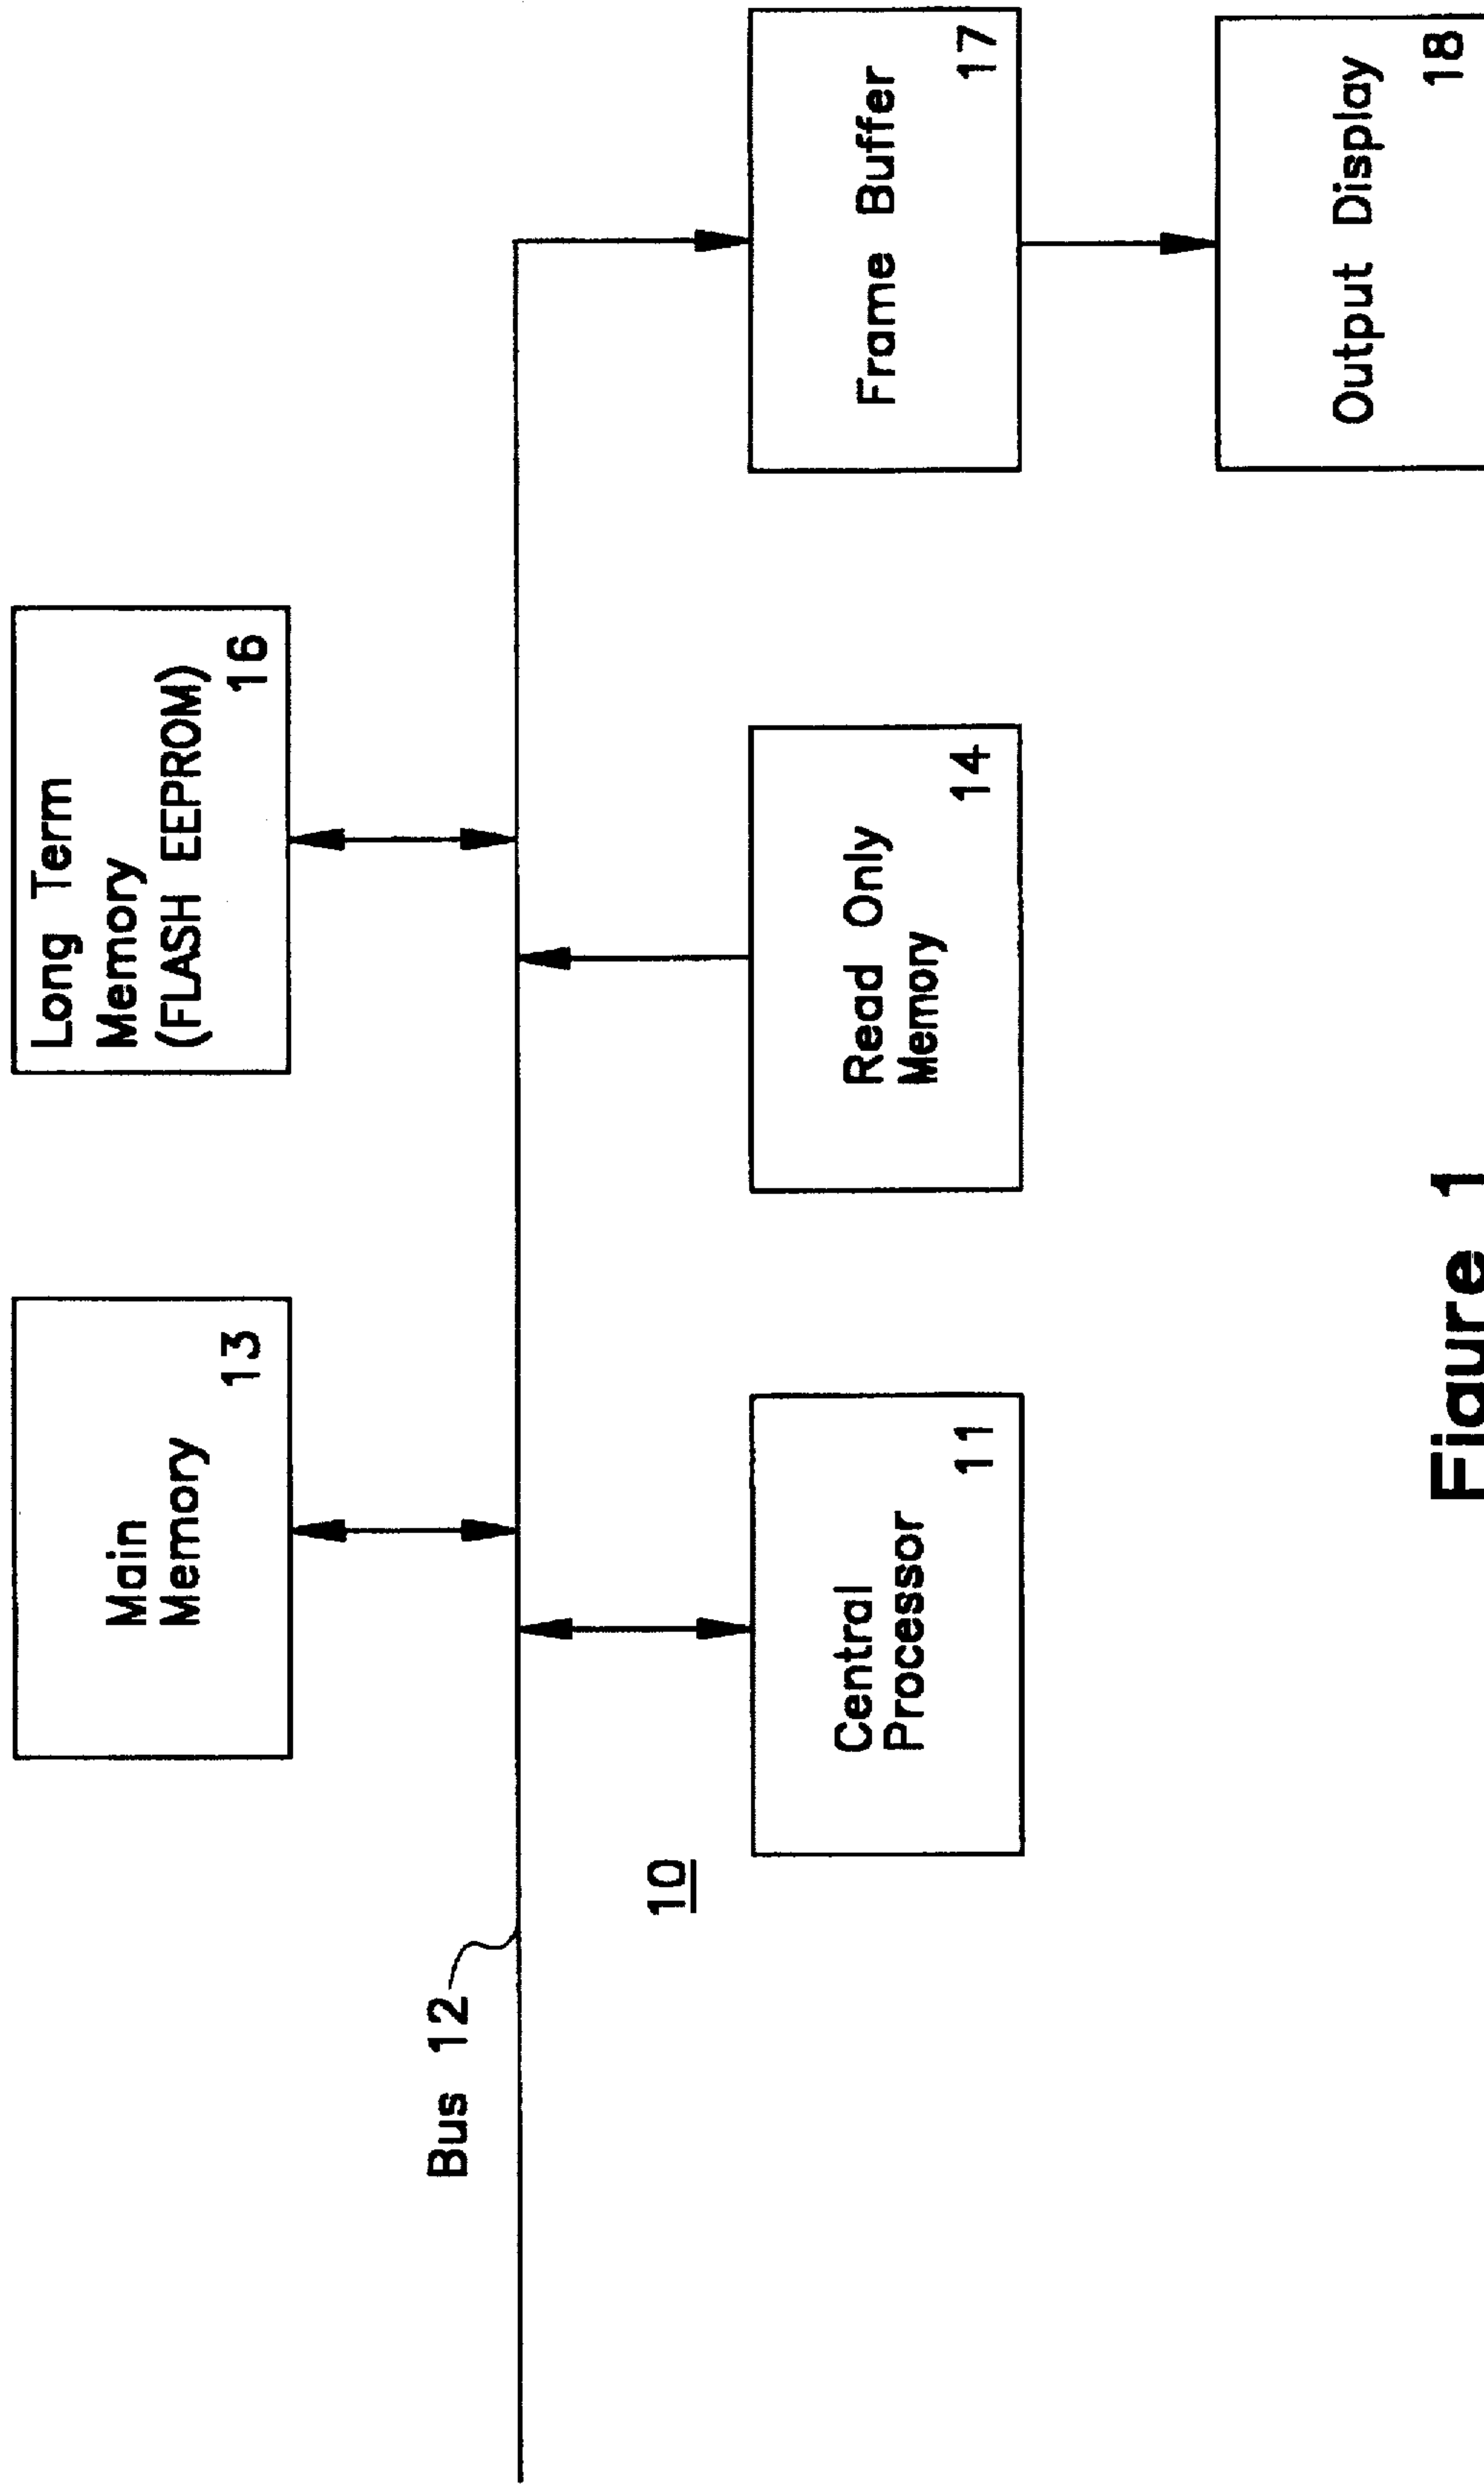 Main
Memory
13
Long Term
Memory
(FLASH EEPROM)
16
Bus 12
10
Central
Processor
11
Read Only
Memory
14
Frame Buffer
17
Output Display
18
Figure 1